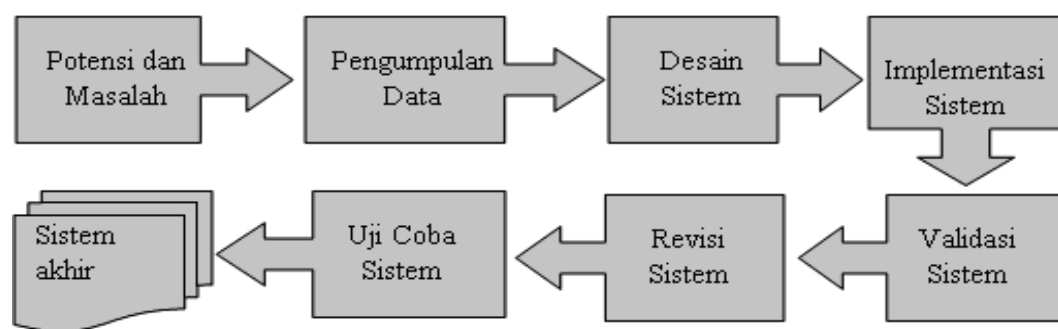 Potensi dan
Masalah
Pengumpulan
Data
Desain
Sistem
Implementasi
Sistem
Validasi
Sistem
Revisi
Sistem
Uji Coba
Sistem
Sistem
akhir